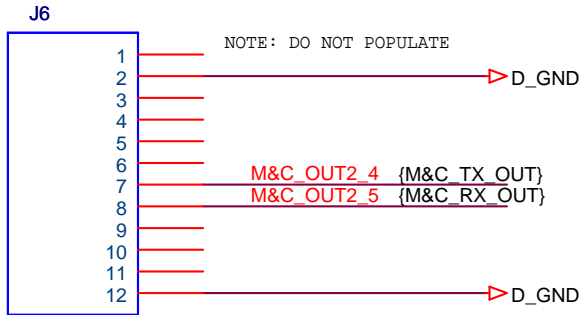 J6
NOTE: DO NOT POPULATE
1
2 D_GND
3
4
5
6
7 M&C_OUT2_4 {M&C_TX_OUT}
8 M&C_OUT2_5 {M&C_RX_OUT}
9
10
11
12 D_GND